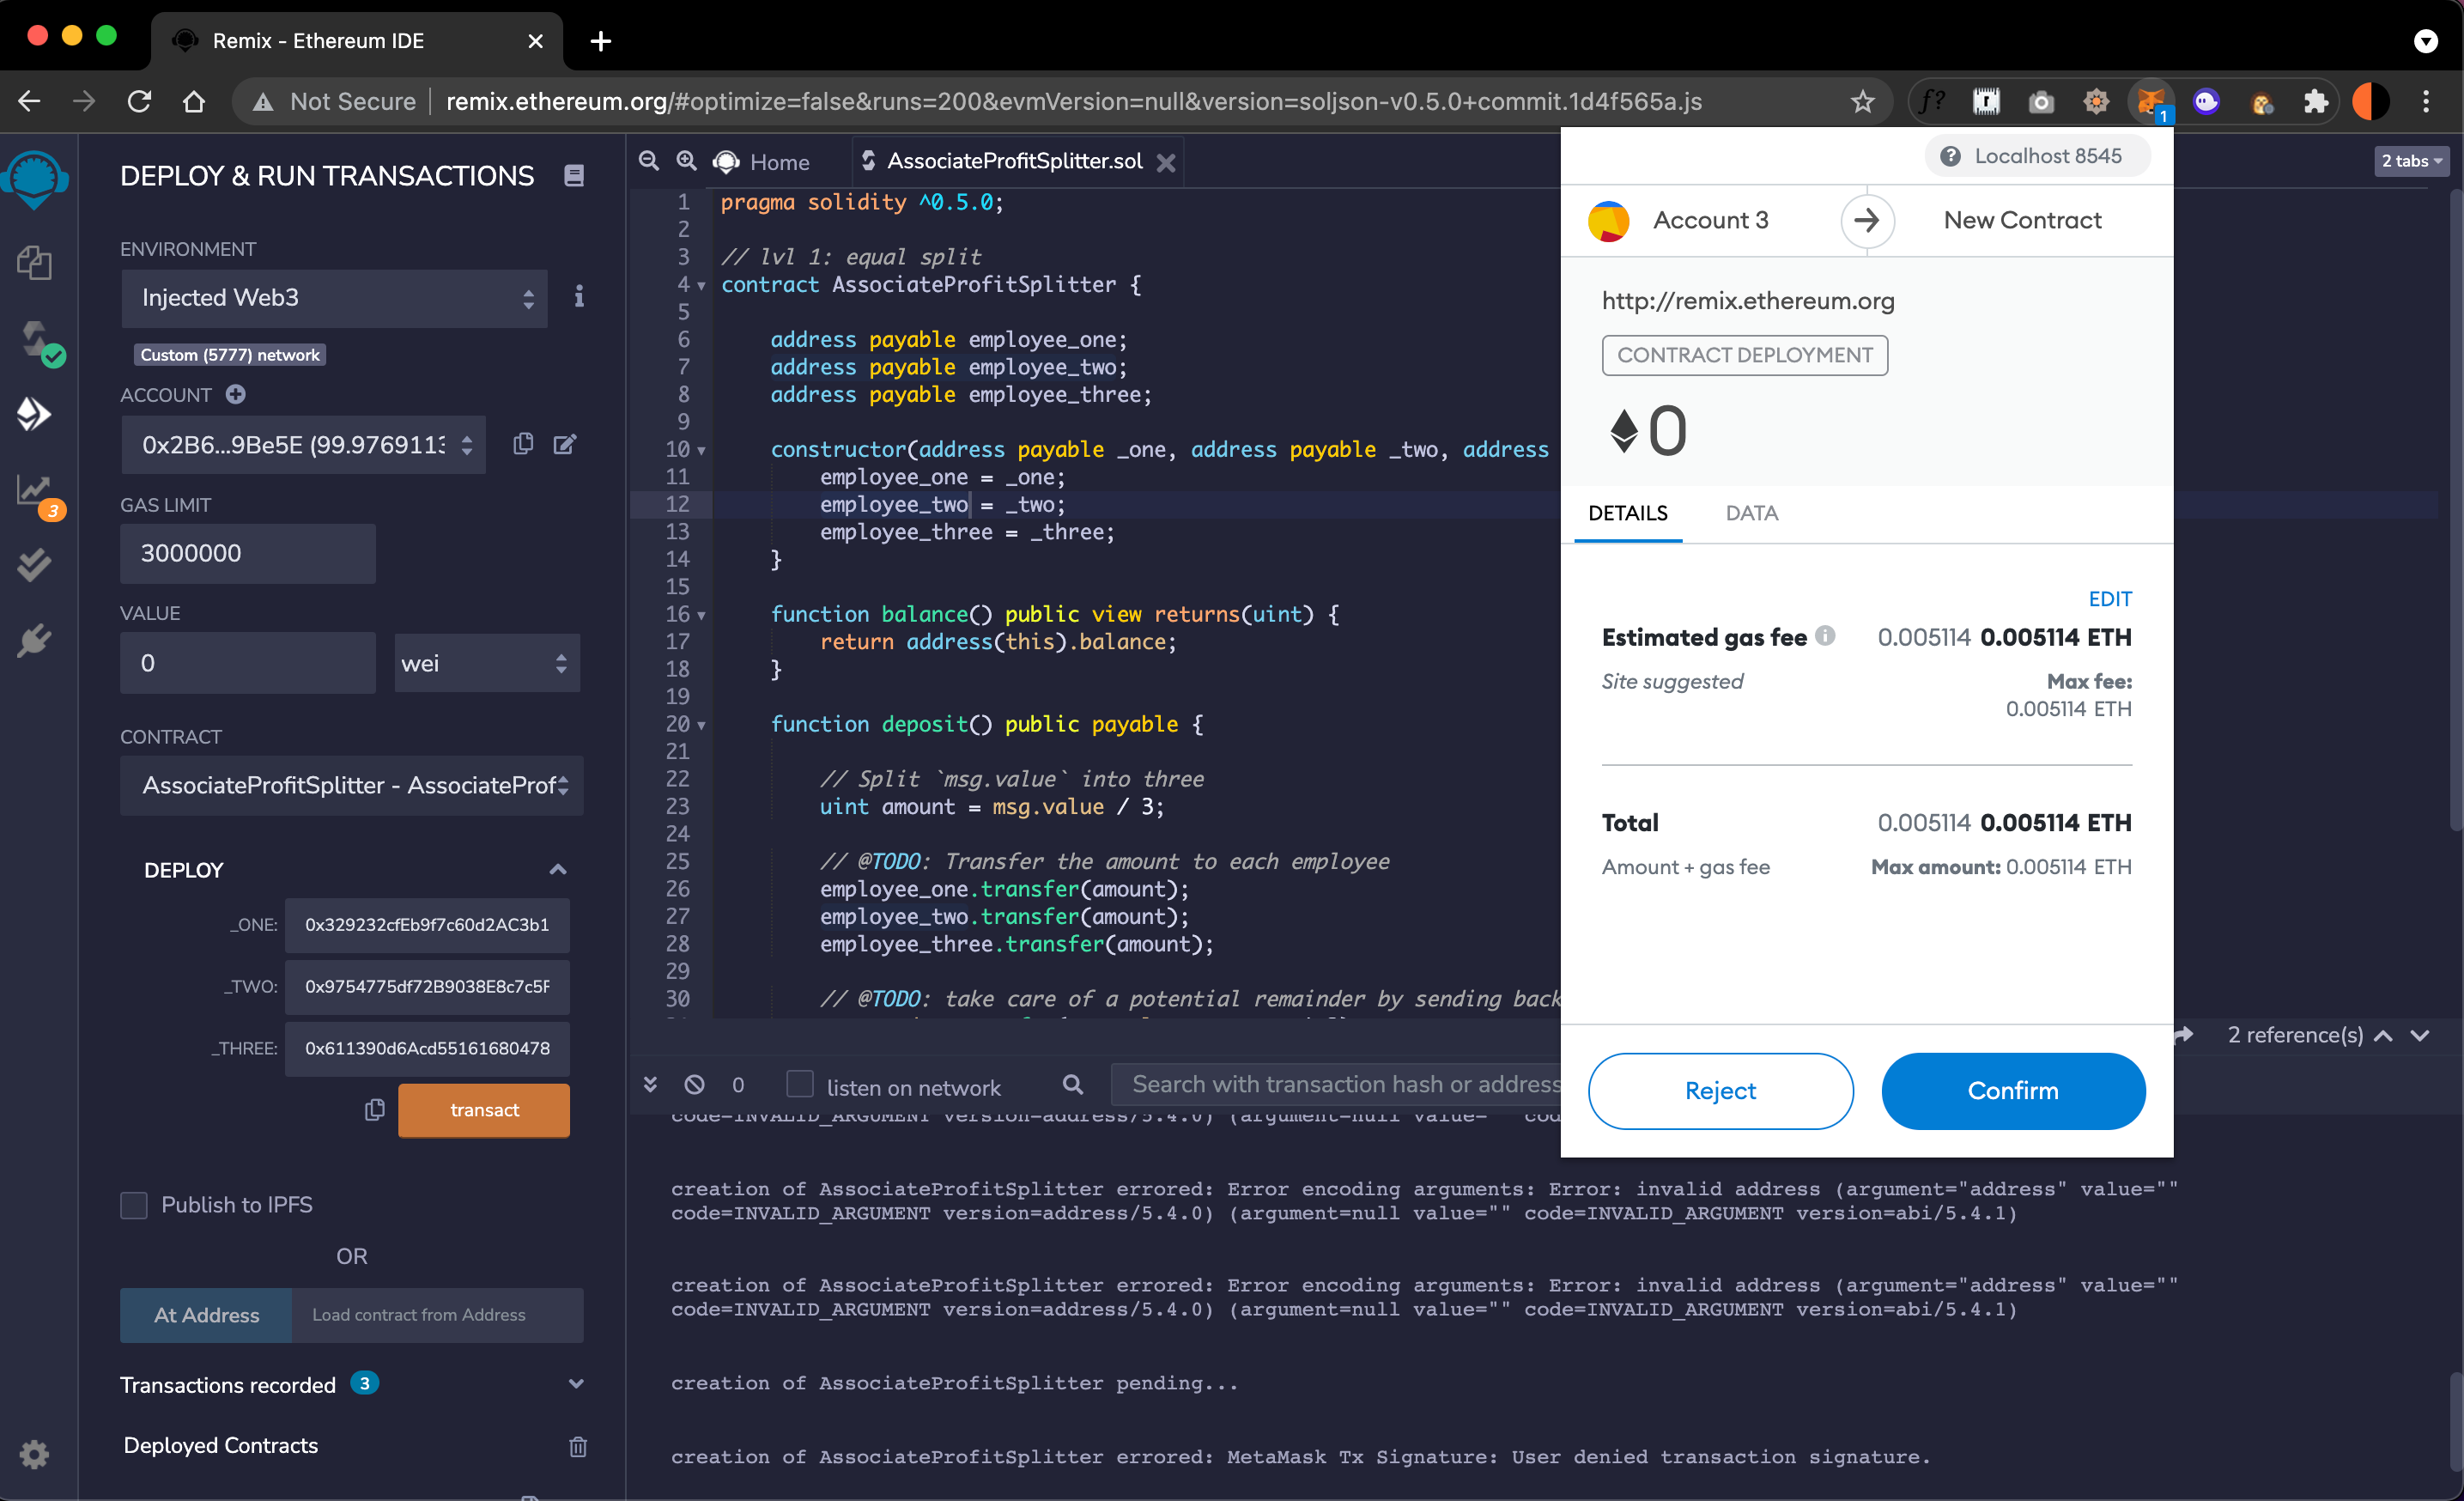 Remix - Ethereum IDE
Not Secure
remix.ethereum.org/#optimize=false&runs=200&evmVersion=null&version=soljson-v0.5.0+commit.1d4f565a.js
f?
1
DEPLOY & RUN TRANSACTIONS
ENVIRONMENT
Injected Web3
Custom (5777) network
ACCOUNT
0x2B6...9Be5E (99.9769113
GAS LIMIT
3000000
VALUE
0
wei
CONTRACT
AssociateProfitSplitter - AssociateProf
DEPLOY
_ONE:
0x329232cfEb9f7c60d2AC3b1
_TWO:
0x9754775df72B9038E8c7c5F
_THREE:
0x611390d6Acd55161680478
transact
Publish to IPFS
OR
At Address
Load contract from Address
Transactions recorded 3
Deployed Contracts
3
Home
AssociateProfitSplitter.sol
2 tabs
1 pragma solidity ^0.5.0;
2
3 // lvl 1: equal split
4 contract AssociateProfitSplitter {
5
6 address payable employee_one;
7 address payable employee_two;
8 address payable employee_three;
9
10 constructor(address payable _one, address payable _two, address
11 employee_one = _one;
12 employee_two = _two;
13 employee_three = _three;
14 }
15
16 function balance() public view returns(uint) {
17 return address(this).balance;
18 }
19
20 function deposit() public payable {
21
22 // Split `msg.value` into three
23 uint amount = msg.value / 3;
24
25 // @TODO: Transfer the amount to each employee
26 employee_one.transfer(amount);
27 employee_two.transfer(amount);
28 employee_three.transfer(amount);
29
30 // @TODO: take care of a potential remainder by sending back
2 reference(s)
0
listen on network
Search with transaction hash or address
code=INVALID_ARGUMENT version=address/5.4.0) (argument=null value="" cod
creation of AssociateProfitSplitter errored: Error encoding arguments: Error: invalid address (argument="address" value=""
code=INVALID_ARGUMENT version=address/5.4.0) (argument=null value="" code=INVALID_ARGUMENT version=abi/5.4.1)
creation of AssociateProfitSplitter errored: Error encoding arguments: Error: invalid address (argument="address" value=""
code=INVALID_ARGUMENT version=address/5.4.0) (argument=null value="" code=INVALID_ARGUMENT version=abi/5.4.1)
creation of AssociateProfitSplitter pending...
creation of AssociateProfitSplitter errored: MetaMask Tx Signature: User denied transaction signature.
Localhost 8545
Account 3
New Contract
http://remix.ethereum.org
CONTRACT DEPLOYMENT
0
DETAILS
DATA
EDIT
Estimated gas fee 0.005114 0.005114 ETH
Site suggested
Max fee:
0.005114 ETH
Total 0.005114 0.005114 ETH
Amount + gas fee Max amount: 0.005114 ETH
Reject
Confirm